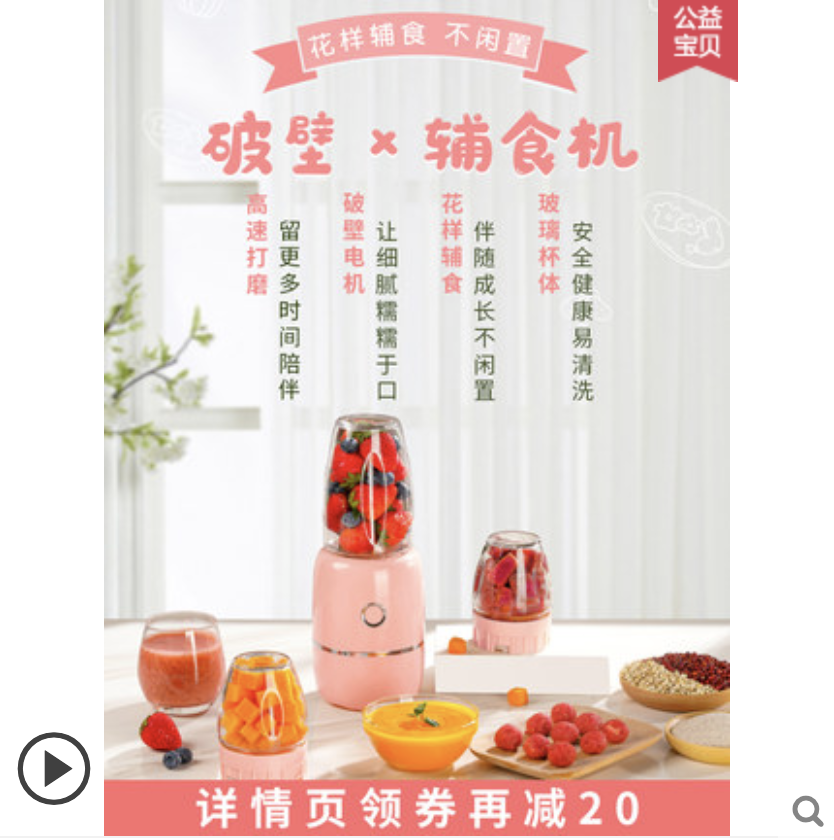 花样辅食 不闲置
公益
宝贝
破壁×辅食机
高速打磨
留更多时间陪伴
破壁电机
让细腻糯糯于口
花样辅食
伴随成长不闲置
玻璃杯体
安全健康易清洗
详情页领券再减20